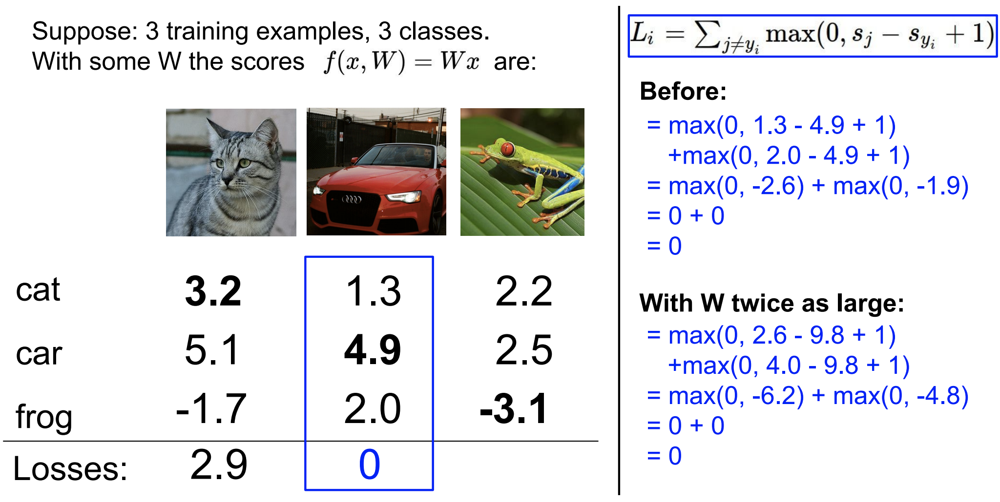 Suppose: 3 training examples, 3 classes.
With some W the scores f(x, W) = Wx are:
cat 3.2 1.3 2.2
car 5.1 4.9 2.5
frog -1.7 2.0 -3.1
Losses: 2.9 0
L_i = ∑_{j≠y_i} max(0, s_j − s_{y_i} + 1)
Before:
= max(0, 1.3 - 4.9 + 1)
+max(0, 2.0 - 4.9 + 1)
= max(0, -2.6) + max(0, -1.9)
= 0 + 0
= 0
With W twice as large:
= max(0, 2.6 - 9.8 + 1)
+max(0, 4.0 - 9.8 + 1)
= max(0, -6.2) + max(0, -4.8)
= 0 + 0
= 0